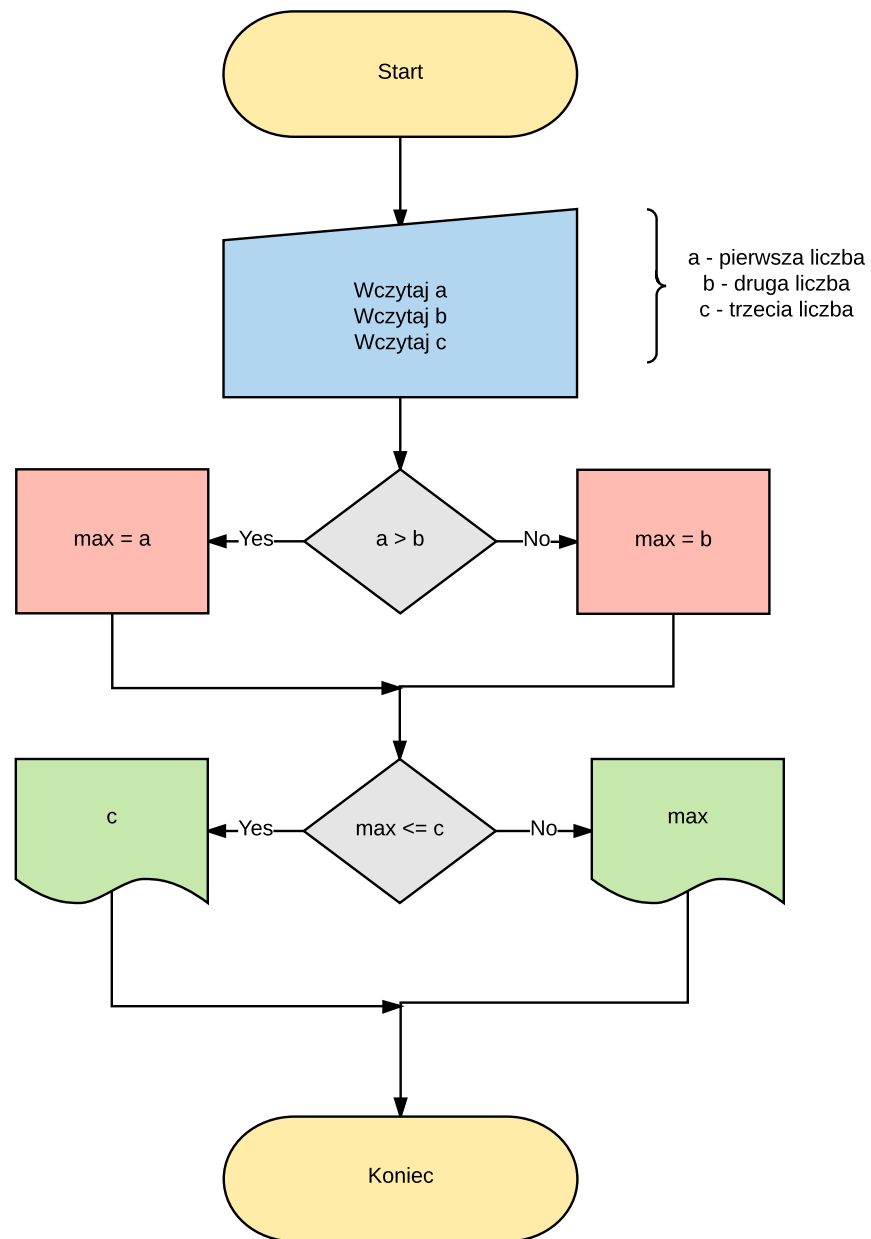 Start
Wczytaj a
Wczytaj b
Wczytaj c
a - pierwsza liczba
b - druga liczba
c - trzecia liczba
max = a
Yes
a > b
No
max = b
c
Yes
max <= c
No
max
Koniec